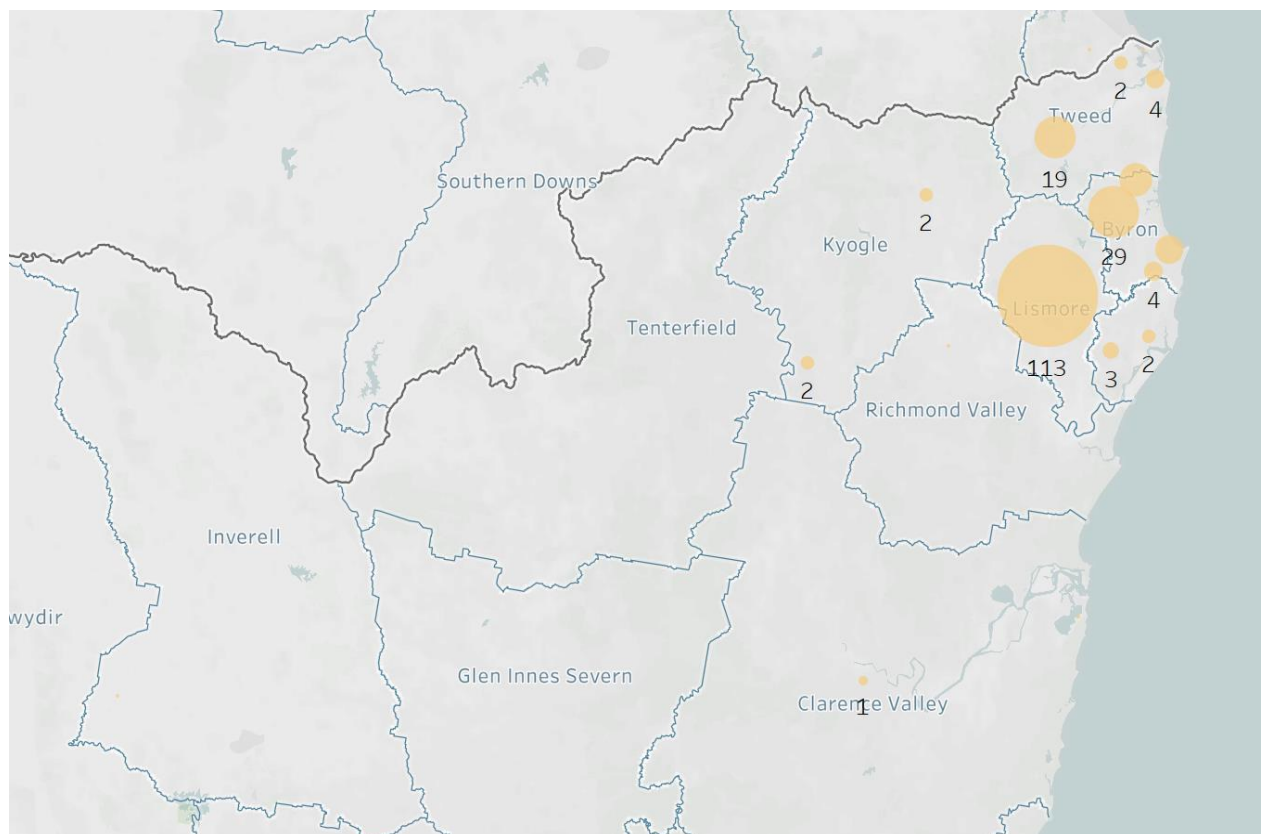 2
4
Tweed
19
Southern Downs
2
Byron
Kyogle
29
4
Lismore
Tenterfield
2
113
3
2
Richmond Valley
Inverell
wydir
Glen Innes Severn
Clarence Valley
1